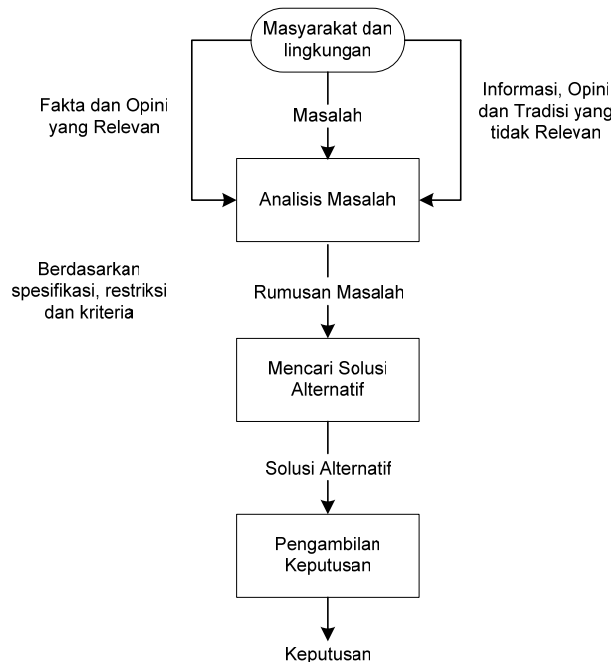 Masyarakat dan
lingkungan
Fakta dan Opini
yang Relevan
Masalah
Informasi, Opini
dan Tradisi yang
tidak Relevan
Analisis Masalah
Berdasarkan
spesifikasi, restriksi
dan kriteria
Rumusan Masalah
Mencari Solusi
Alternatif
Solusi Alternatif
Pengambilan
Keputusan
Keputusan